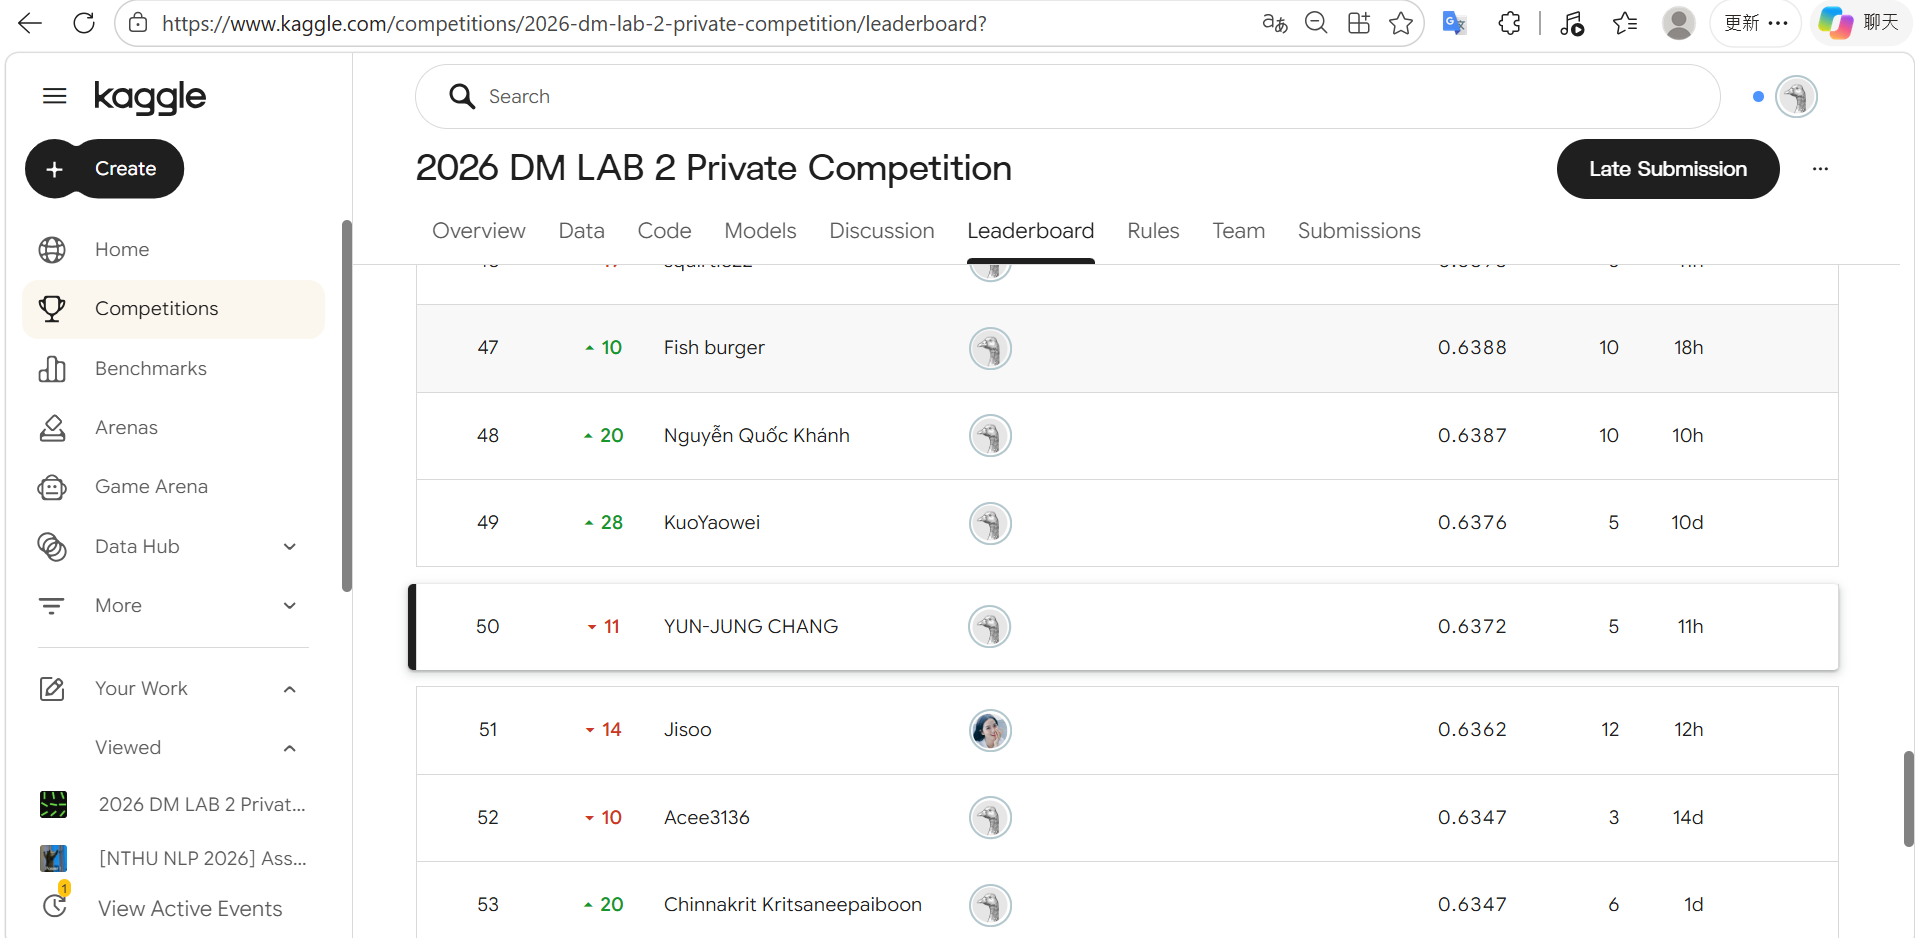 https://www.kaggle.com/competitions/2026-dm-lab-2-private-competition/leaderboard?
更新
聊天
kaggle
Search
Create
2026 DM LAB 2 Private Competition
Late Submission
Overview Data Code Models Discussion Leaderboard Rules Team Submissions
Home
Competitions
Benchmarks
Arenas
Game Arena
Data Hub
More
Your Work
Viewed
2026 DM LAB 2 Privat...
[NTHU NLP 2026] Ass...
1
View Active Events
47 10 Fish burger 0.6388 10 18h
48 20 Nguyễn Quốc Khánh 0.6387 10 10h
49 28 KuoYaowei 0.6376 5 10d
50 11 YUN-JUNG CHANG 0.6372 5 11h
51 14 Jisoo 0.6362 12 12h
52 10 Acee3136 0.6347 3 14d
53 20 Chinnakrit Kritsaneepaiboon 0.6347 6 1d